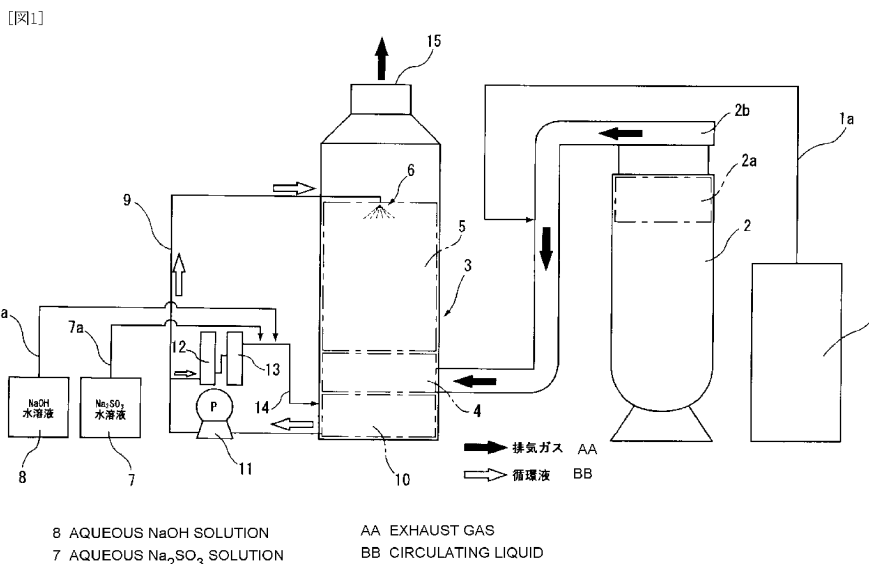 [図1]
15
2b
1a
2a
6
9
5
2
3
a
7a
12
13
NaOH
水溶液
Na₂SO₃
水溶液
P
14
4
10
11
8
7
排気ガス AA
循環液 BB
8 AQUEOUS NaOH SOLUTION
7 AQUEOUS Na₂SO₃ SOLUTION
AA EXHAUST GAS
BB CIRCULATING LIQUID